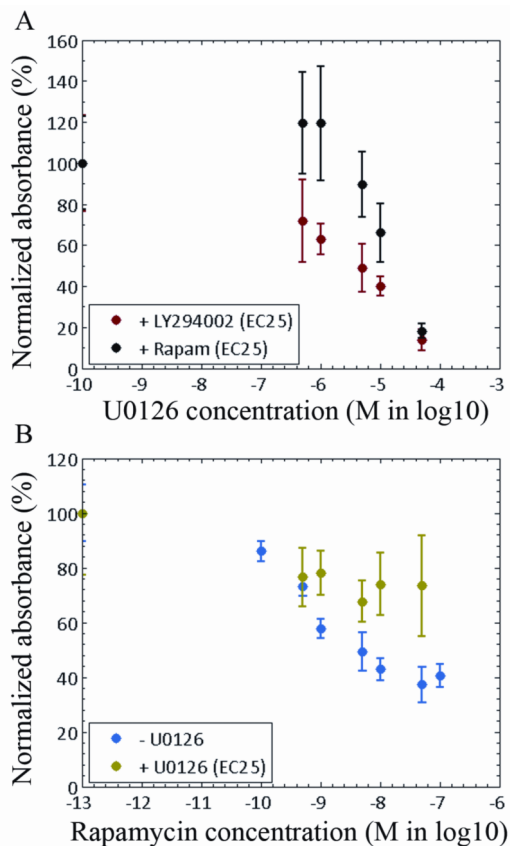 A
Normalized absorbance (%)
160
140
120
100
80
60
40
20
0
+ LY294002 (EC25)
+ Rapam (EC25)
-10 -8 -7 -6 -5 -4 -3
U0126 concentration (M in log10)
B
Normalized absorbance (%)
120
100
80
60
40
20
0
- U0126
+ U0126 (EC25)
-13 -12 -11 -10 -9 -8 -7 -6
Rapamycin concentration (M in log10)